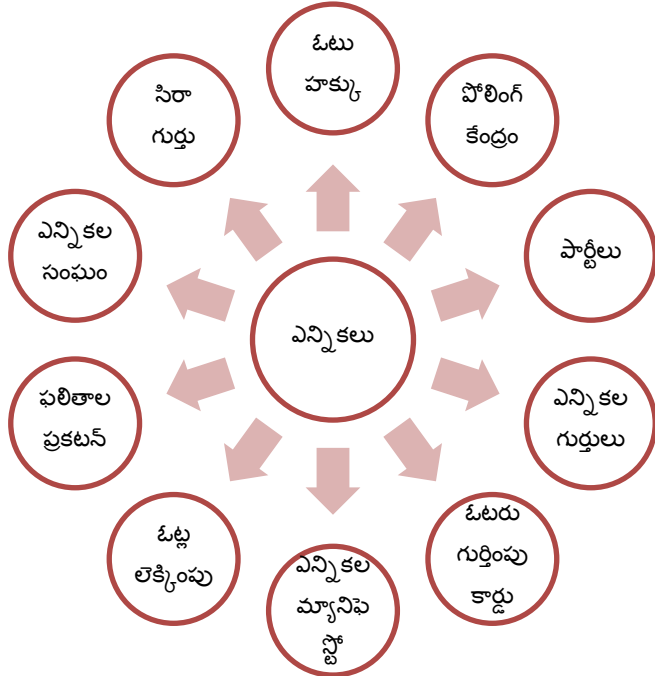 ఓటు
హక్కు
పోలింగ్
కేంద్రం
పార్టీలు
ఎన్నికల
గుర్తులు
ఓటరు
గుర్తింపు
కార్డు
ఎన్నికల
మ్యానిఫె
స్టో
ఓట్ల
లెక్కింపు
ఫలితాల
ప్రకటన్
ఎన్నికల
సంఘం
సిరా
గుర్తు
ఎన్నికలు